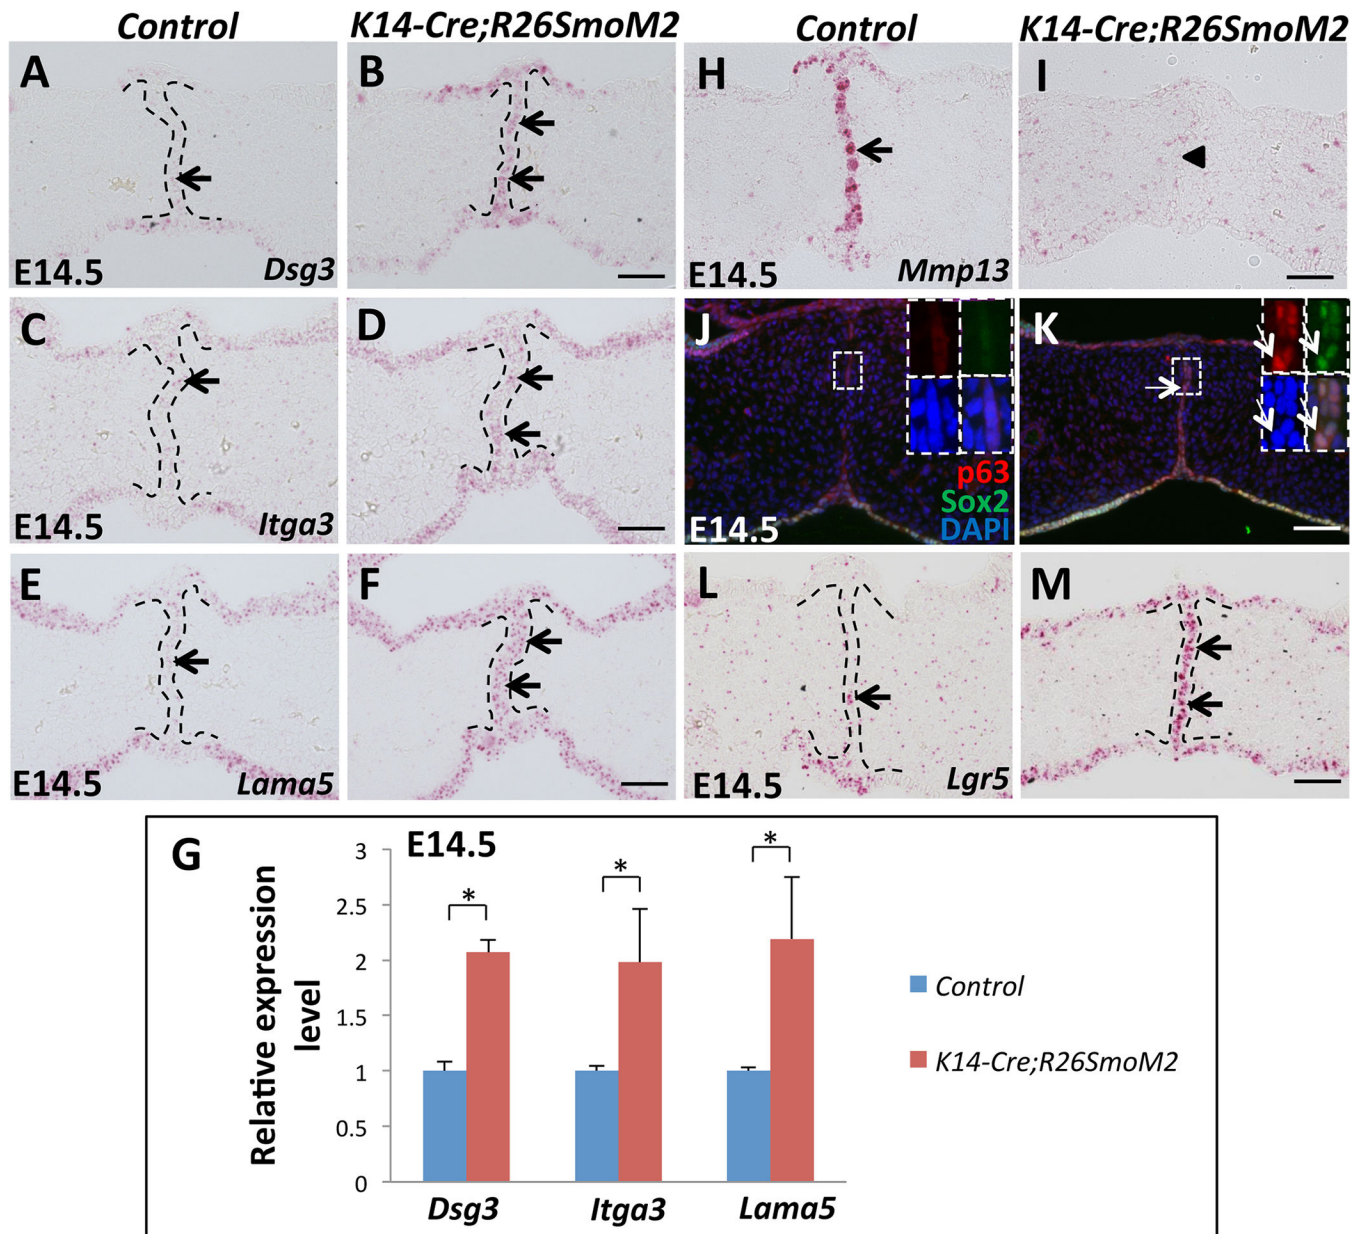 Control K14-Cre;R26SmoM2 Control K14-Cre;R26SmoM2
A B H I
E14.5 Dsg3 Mmp13
C D J K
E14.5 Itga3
p63
Sox2
E14.5 DAPI
E F L M
E14.5 Lama5 E14.5 Lgr5
G E14.5
Relative expression
level
3
2.5
2
1.5
1
0.5
0
* * *
Dsg3 Itga3 Lama5
Control
K14-Cre;R26SmoM2